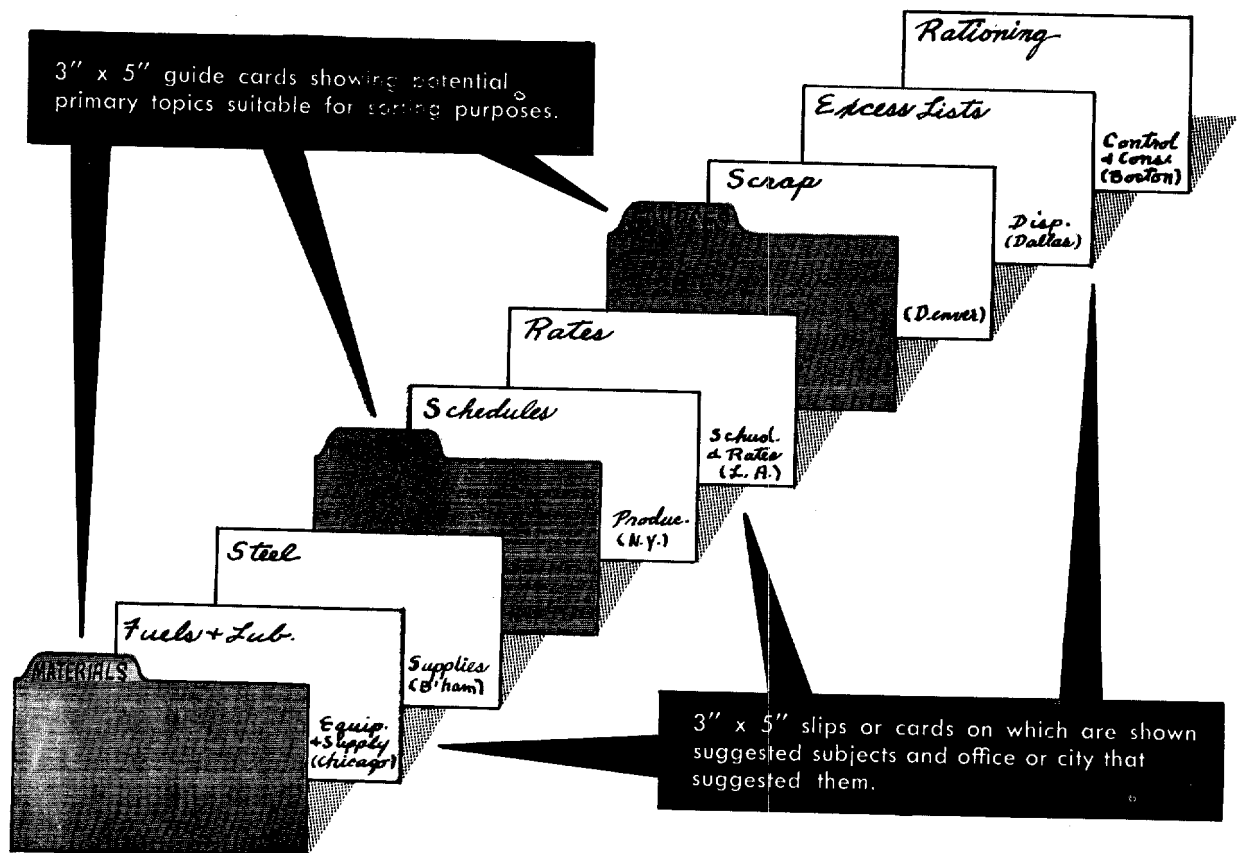 3" x 5" guide cards showing potential
primary topics suitable for sorting purposes.
Rationing
Control
& Cons.
(Boston)
Excess Lists
Disp.
(Dallas)
Scrap
(Denver)
Rates
Schud.
& Rates
(L. A.)
Schedules
Produc.
(N.Y.)
Steel
Supplies
(B'ham)
Fuels + Lub.
Equip.
+ Supply
(Chicago)
MATERIALS
3" x 5" slips or cards on which are shown
suggested subjects and office or city that
suggested them.